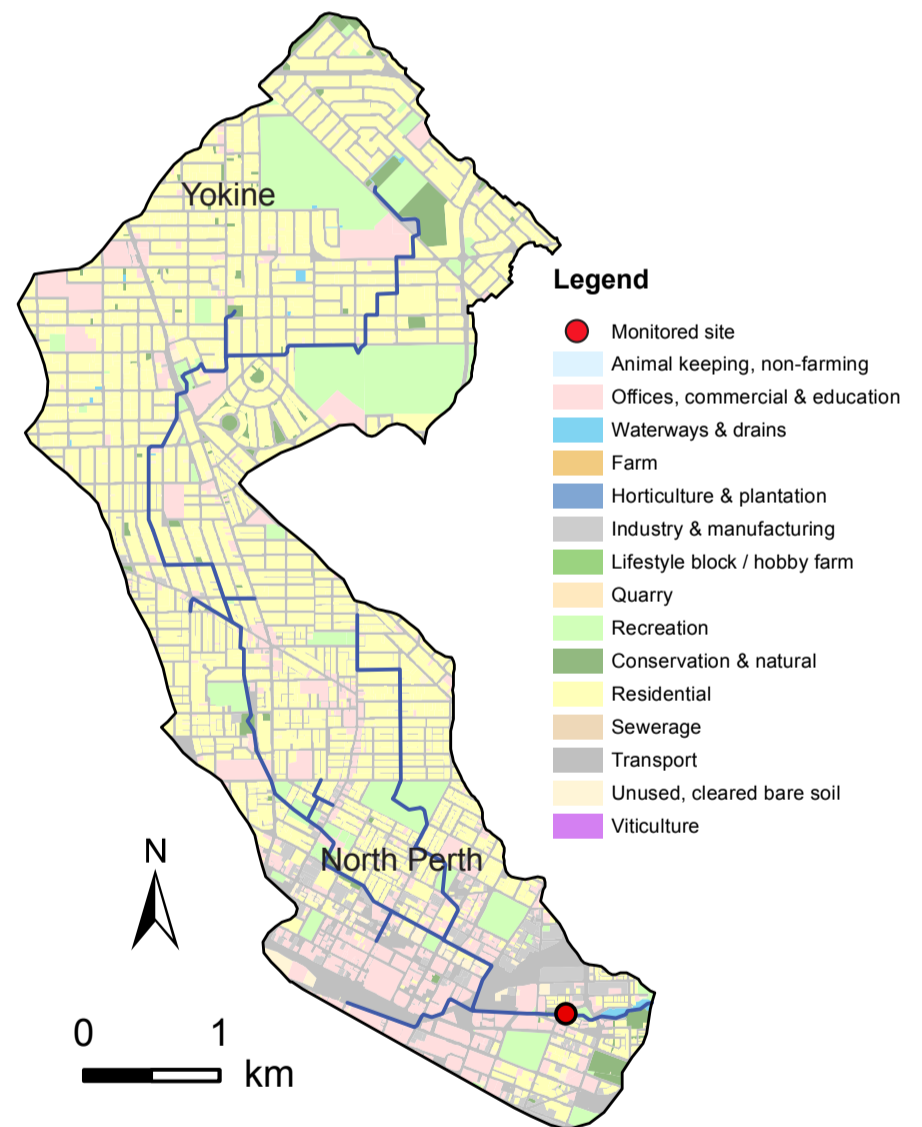 Yokine
Legend
Monitored site
Animal keeping, non-farming
Offices, commercial & education
Waterways & drains
Farm
Horticulture & plantation
Industry & manufacturing
Lifestyle block / hobby farm
Quarry
Recreation
Conservation & natural
Residential
Sewerage
Transport
Unused, cleared bare soil
Viticulture
North Perth
N
0 1
km